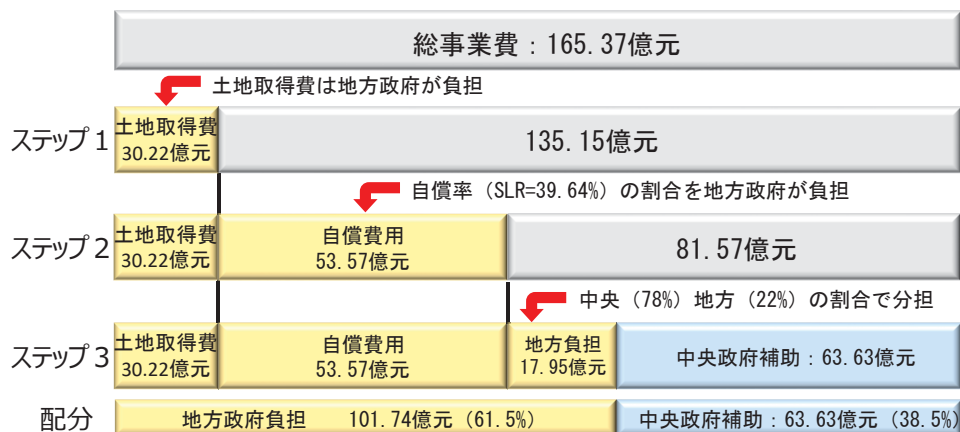 総事業費：165.37億元
土地取得費は地方政府が負担
ステップ1
土地取得費
30.22億元
135.15億元
自償率（SLR=39.64%）の割合を地方政府が負担
ステップ2
土地取得費
30.22億元
自償費用
53.57億元
81.57億元
中央（78%）地方（22%）の割合で分担
ステップ3
土地取得費
30.22億元
自償費用
53.57億元
地方負担
17.95億元
中央政府補助：63.63億元
配分
地方政府負担 101.74億元（61.5%）
中央政府補助：63.63億元（38.5%）